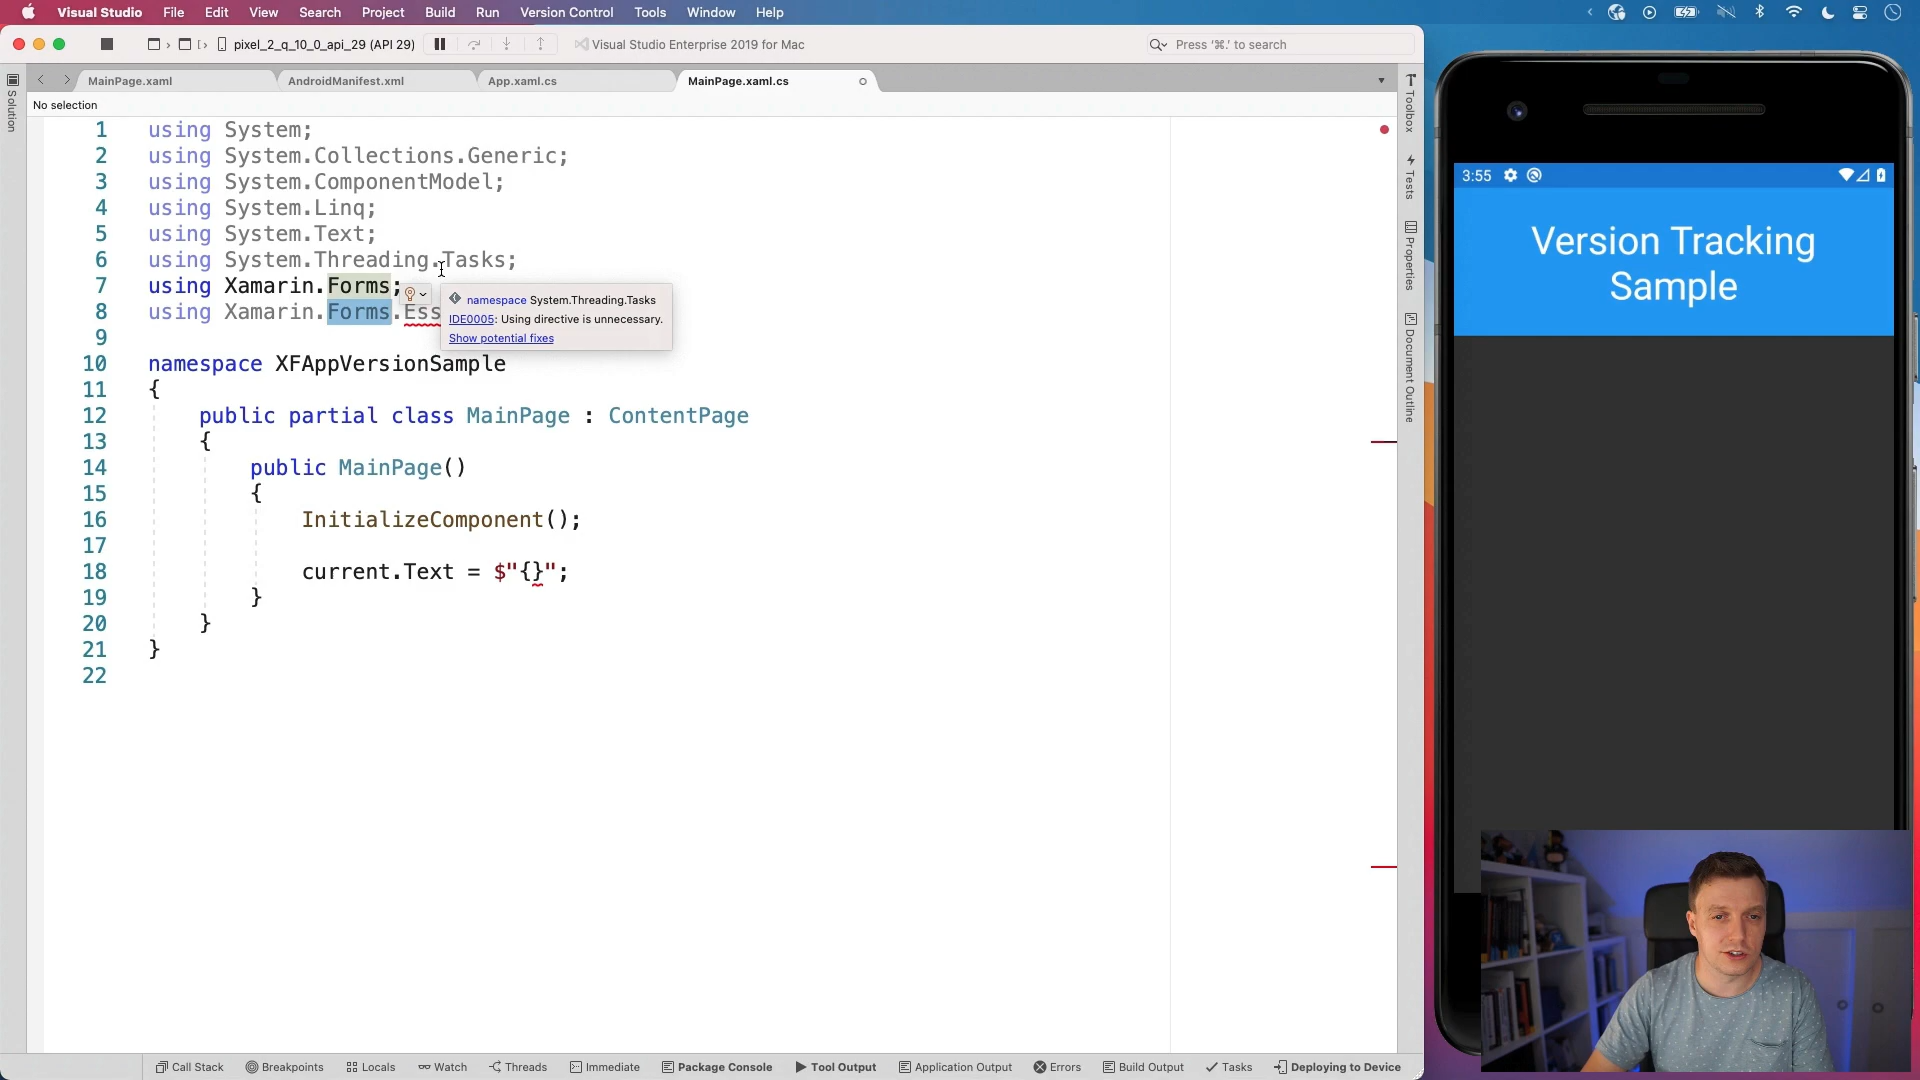 Visual Studio File Edit View Search Project Build Run Version Control Tools Window Help
pixel_2_q_10_0_api_29 (API 29) Visual Studio Enterprise 2019 for Mac Press '⌘.' to search
MainPage.xaml AndroidManifest.xml App.xaml.cs MainPage.xaml.cs
No selection
Solution
1 using System;
2 using System.Collections.Generic;
3 using System.ComponentModel;
4 using System.Linq;
5 using System.Text;
6 using System.Threading.Tasks;
7 using Xamarin.Forms;
8 using Xamarin.Forms.Ess
9
10 namespace XFAppVersionSample
11 {
12 public partial class MainPage : ContentPage
13 {
14 public MainPage()
15 {
16 InitializeComponent();
17
18 current.Text = $"{}";
19 }
20 }
21 }
22
namespace System.Threading.Tasks
IDE0005: Using directive is unnecessary.
Show potential fixes
Toolbox
Tests
Properties
Document Outline
3:55
Version Tracking
Sample
Call Stack Breakpoints Locals Watch Threads Immediate Package Console Tool Output Application Output Errors Build Output Tasks Deploying to Device